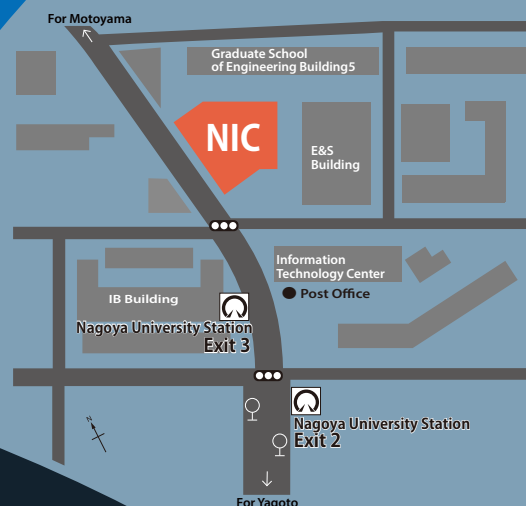 For Motoyama
Graduate School
of Engineering Building5
NIC
E&S
Building
Information
Technology Center
Post Office
IB Building
Nagoya University Station
Exit 3
Nagoya University Station
Exit 2
N
For Yagoto